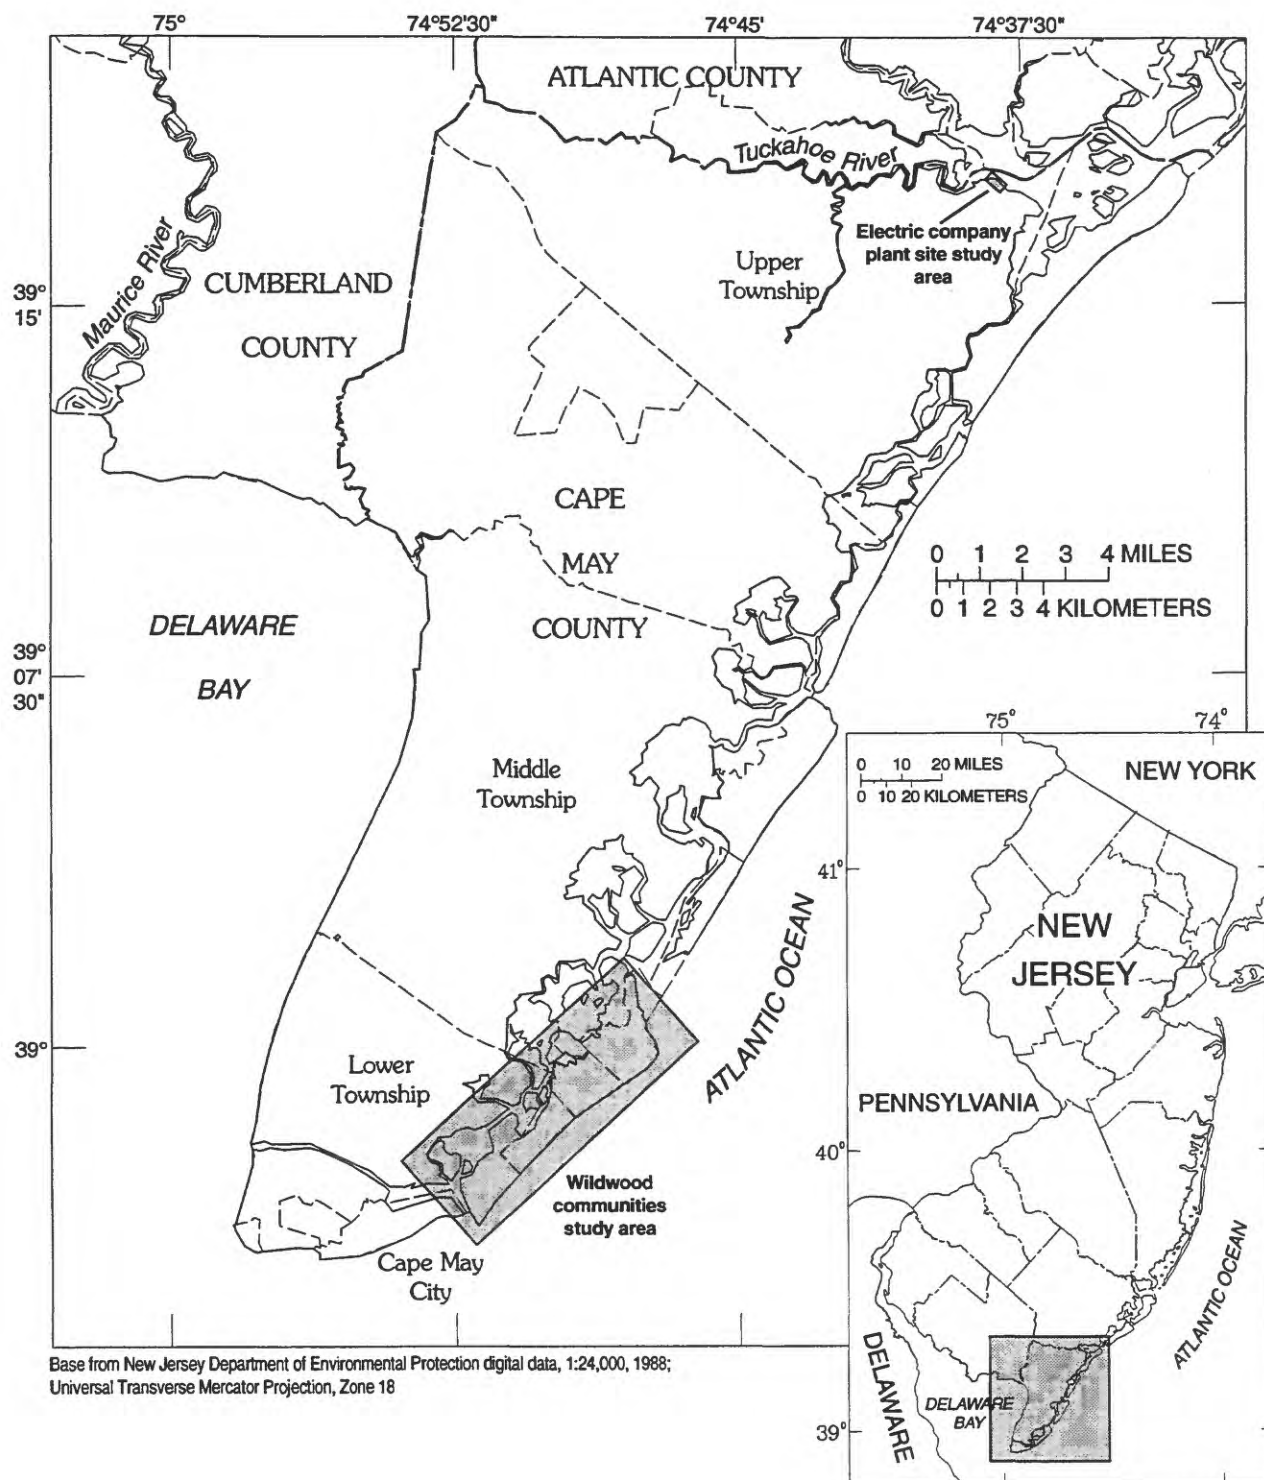 75° 74°52'30" 74°45' 74°37'30"
ATLANTIC COUNTY
Tuckahoe River
Maurice River
Electric company
plant site study
area
Upper
Township
CUMBERLAND
COUNTY
39°
15'
CAPE
MAY
COUNTY
0 1 2 3 4 MILES
0 1 2 3 4 KILOMETERS
DELAWARE
BAY
39°
07'
30"
Middle
Township
ATLANTIC OCEAN
39°
Lower
Township
Wildwood
communities
study area
Cape May
City
75° 74°
0 10 20 MILES
0 10 20 KILOMETERS
NEW YORK
41°
NEW
JERSEY
PENNSYLVANIA
40°
ATLANTIC OCEAN
DELAWARE
DELAWARE
BAY
39°
Base from New Jersey Department of Environmental Protection digital data, 1:24,000, 1988;
Universal Transverse Mercator Projection, Zone 18